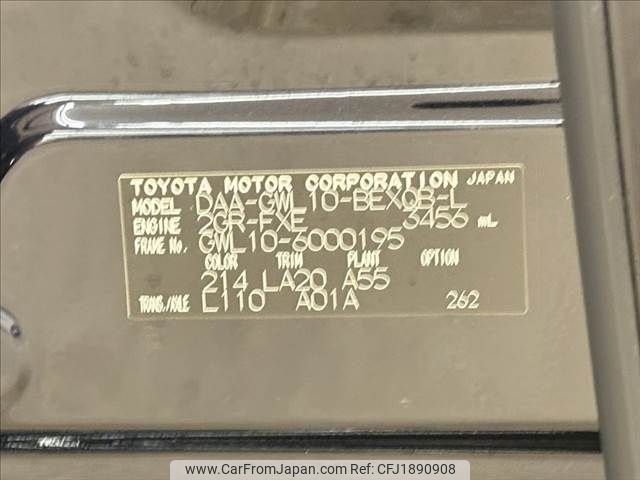 TOYOTA MOTOR CORPORATION JAPAN
MODEL DAA-GWL10-BEXQB-L
ENGINE 2GR-FXE 3456 mL
FRAME No. GWL10-6000195
COLOR TRIM PLANT OPTION
214 LA20 A55
TRANS./AXLE L110 A01A 262
www.CarFromJapan.com REF No: CFJ1890908